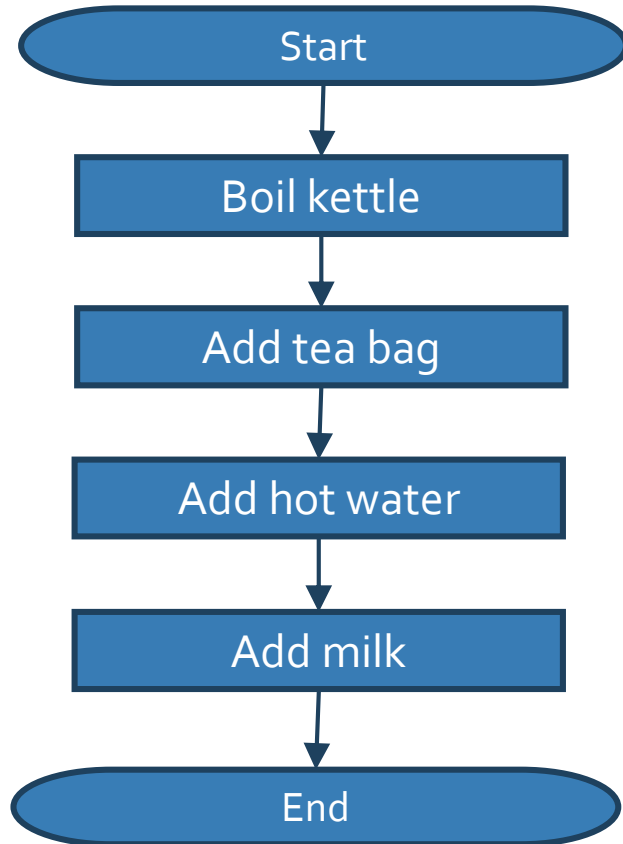 Start
Boil kettle
Add tea bag
Add hot water
Add milk
End